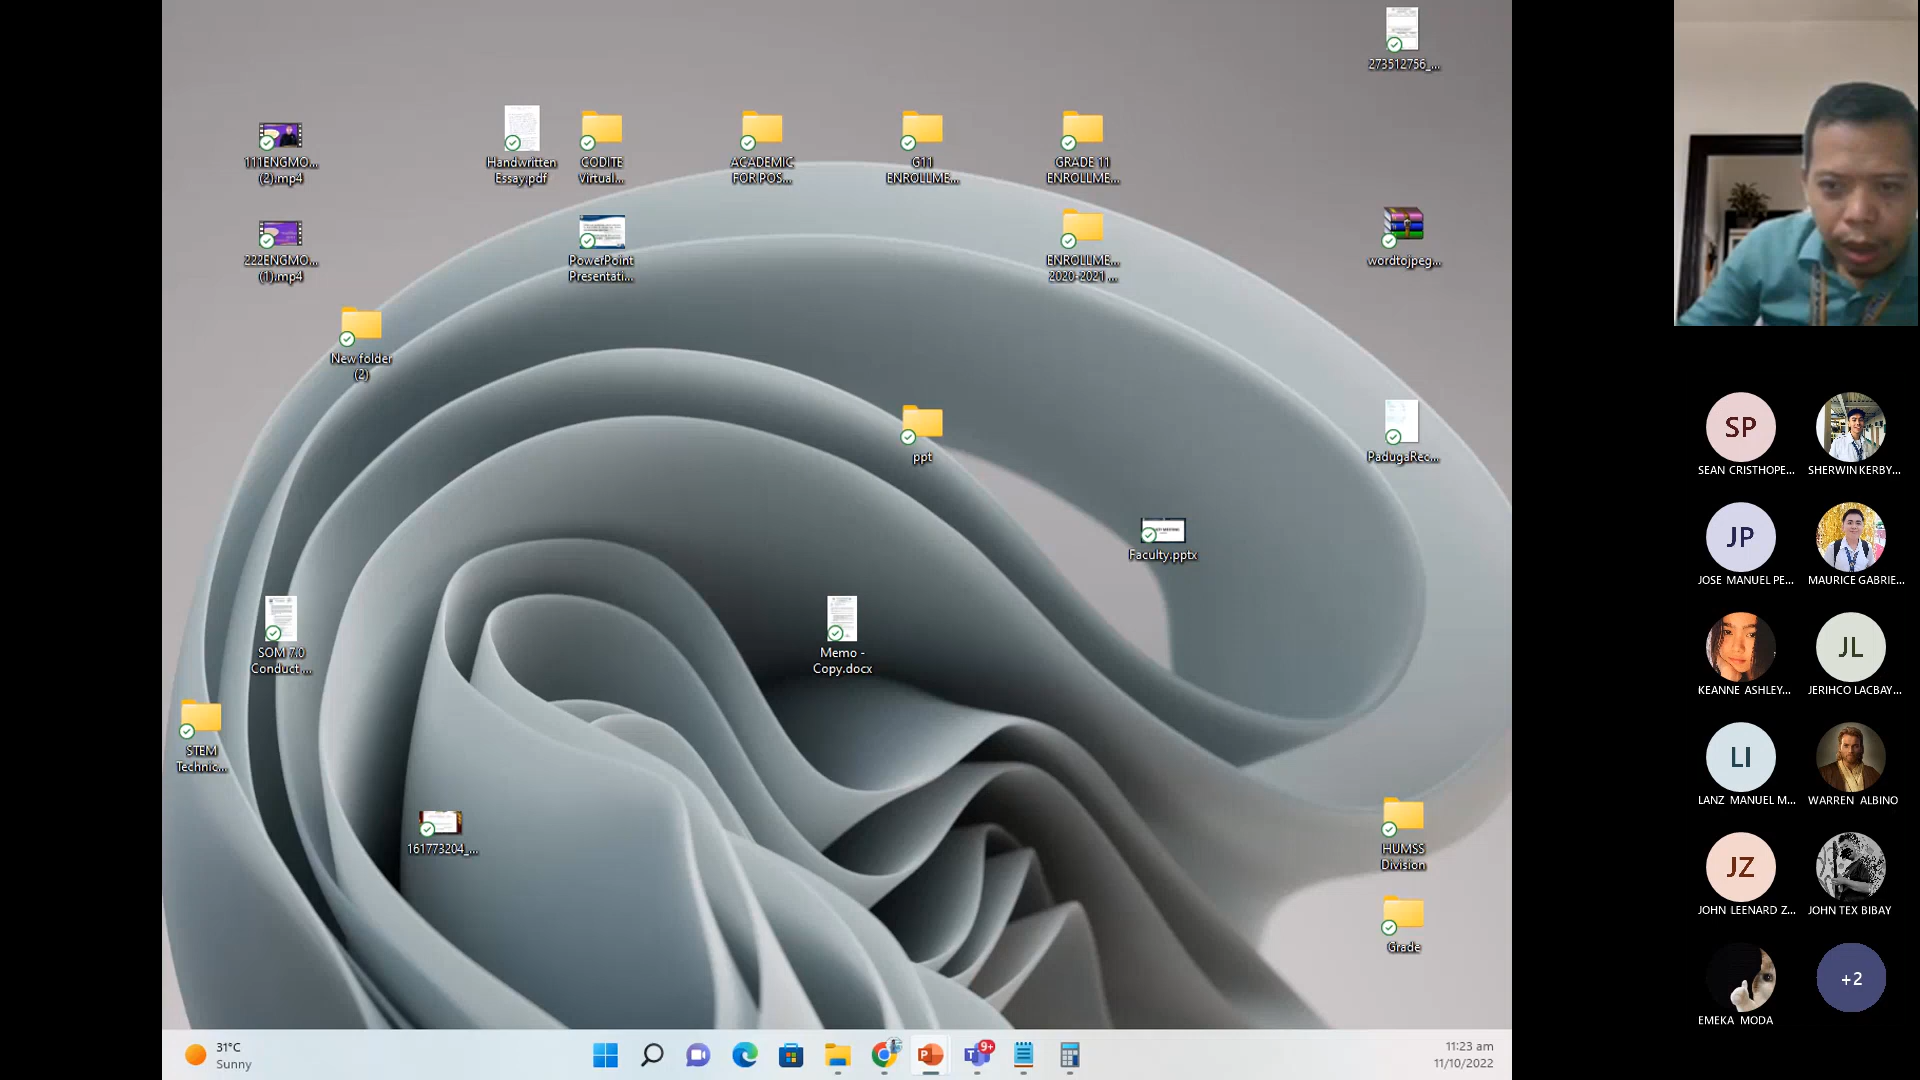 273512756_...
111ENGMO...
(2).mp4
Handwritten
Essay.pdf
CODITE
Virtual...
ACADEMIC
FOR POS...
G11
ENROLLME...
GRADE 11
ENROLLME...
222ENGMO...
(1).mp4
PowerPoint
Presentati...
ENROLLME...
2020-2021 ...
wordtojpeg...
New folder
(2)
ppt
PadugaRec...
Faculty.pptx
SOM 7.0
Conduct ...
Memo -
Copy.docx
STEM
Technic...
161773204_...
HUMSS
Division
Grade
31°C
Sunny
9+
11:23 am
11/10/2022
SP
SEAN CRISTHOPE...
SHERWIN KERBY...
JP
JOSE MANUEL PE...
MAURICE GABRIE...
KEANNE ASHLEY...
JL
JERIHCO LACBAY...
LI
LANZ MANUEL M...
WARREN ALBINO
JZ
JOHN LEENARD Z...
JOHN TEX BIBAY
EMEKA MODA
+2